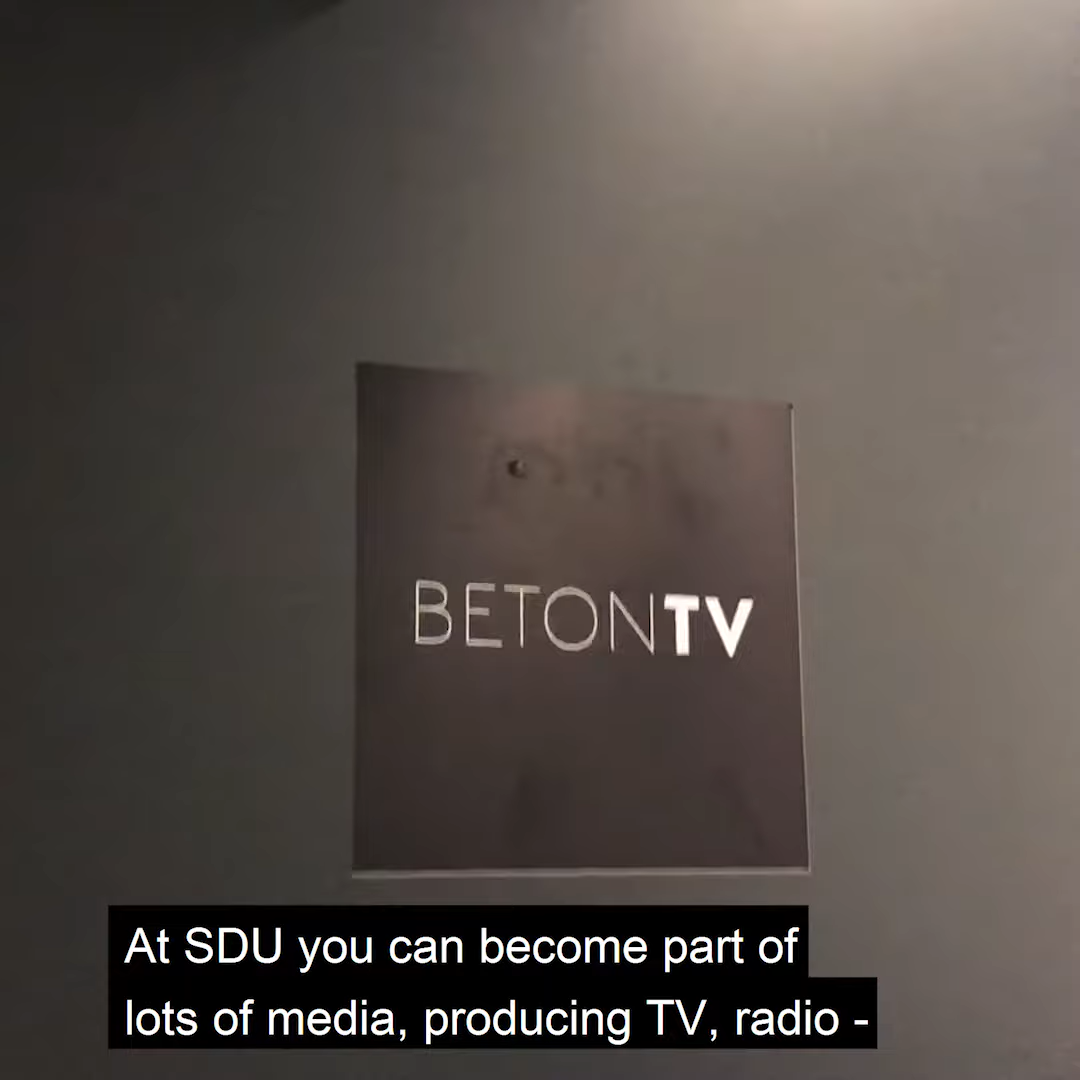 BETONTV
At SDU you can become part of
lots of media, producing TV, radio -